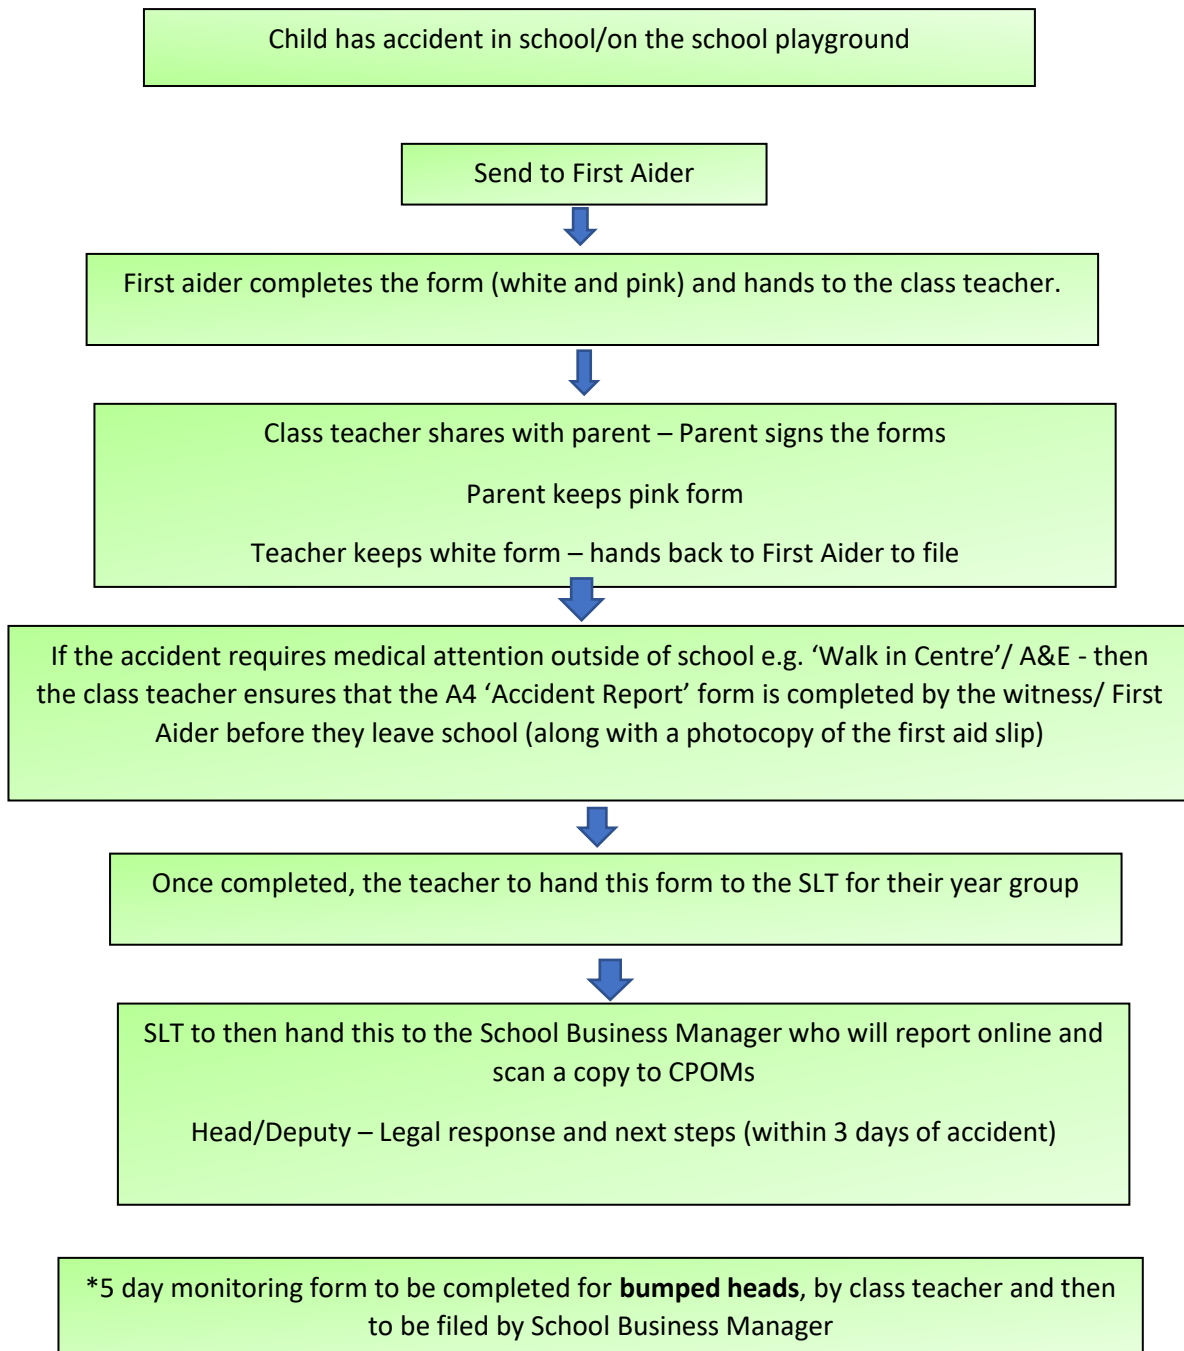 Child has accident in school/on the school playground
Send to First Aider
First aider completes the form (white and pink) and hands to the class teacher.
Class teacher shares with parent – Parent signs the forms
Parent keeps pink form
Teacher keeps white form – hands back to First Aider to file
If the accident requires medical attention outside of school e.g. ‘Walk in Centre’/ A&E - then
the class teacher ensures that the A4 ‘Accident Report’ form is completed by the witness/ First
Aider before they leave school (along with a photocopy of the first aid slip)
Once completed, the teacher to hand this form to the SLT for their year group
SLT to then hand this to the School Business Manager who will report online and
scan a copy to CPOMs
Head/Deputy – Legal response and next steps (within 3 days of accident)
*5 day monitoring form to be completed for bumped heads, by class teacher and then
to be filed by School Business Manager